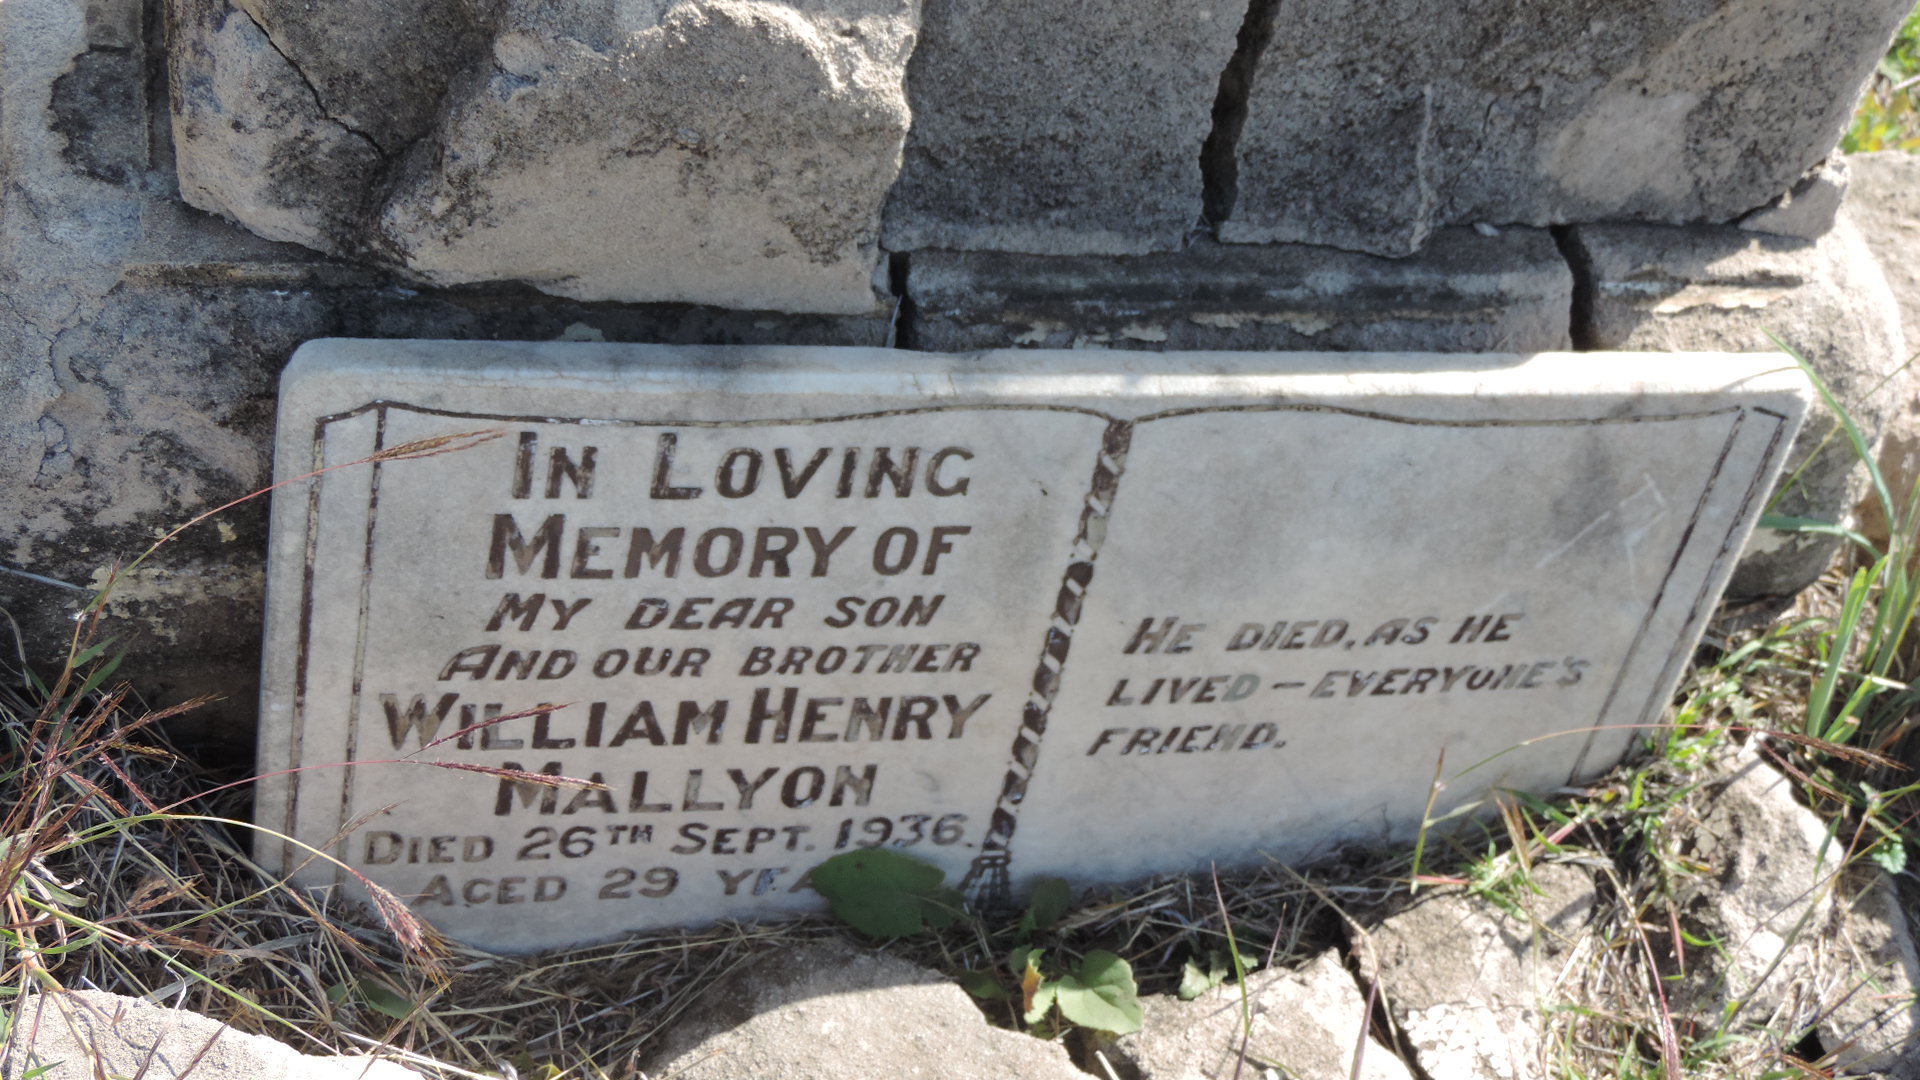 IN LOVING
MEMORY OF
MY DEAR SON
AND OUR BROTHER
WILLIAM HENRY
MALLYON
DIED 26TH SEPT. 1936.
AGED 29
HE DIED, AS HE
LIVED – EVERYONE'S
FRIEND.